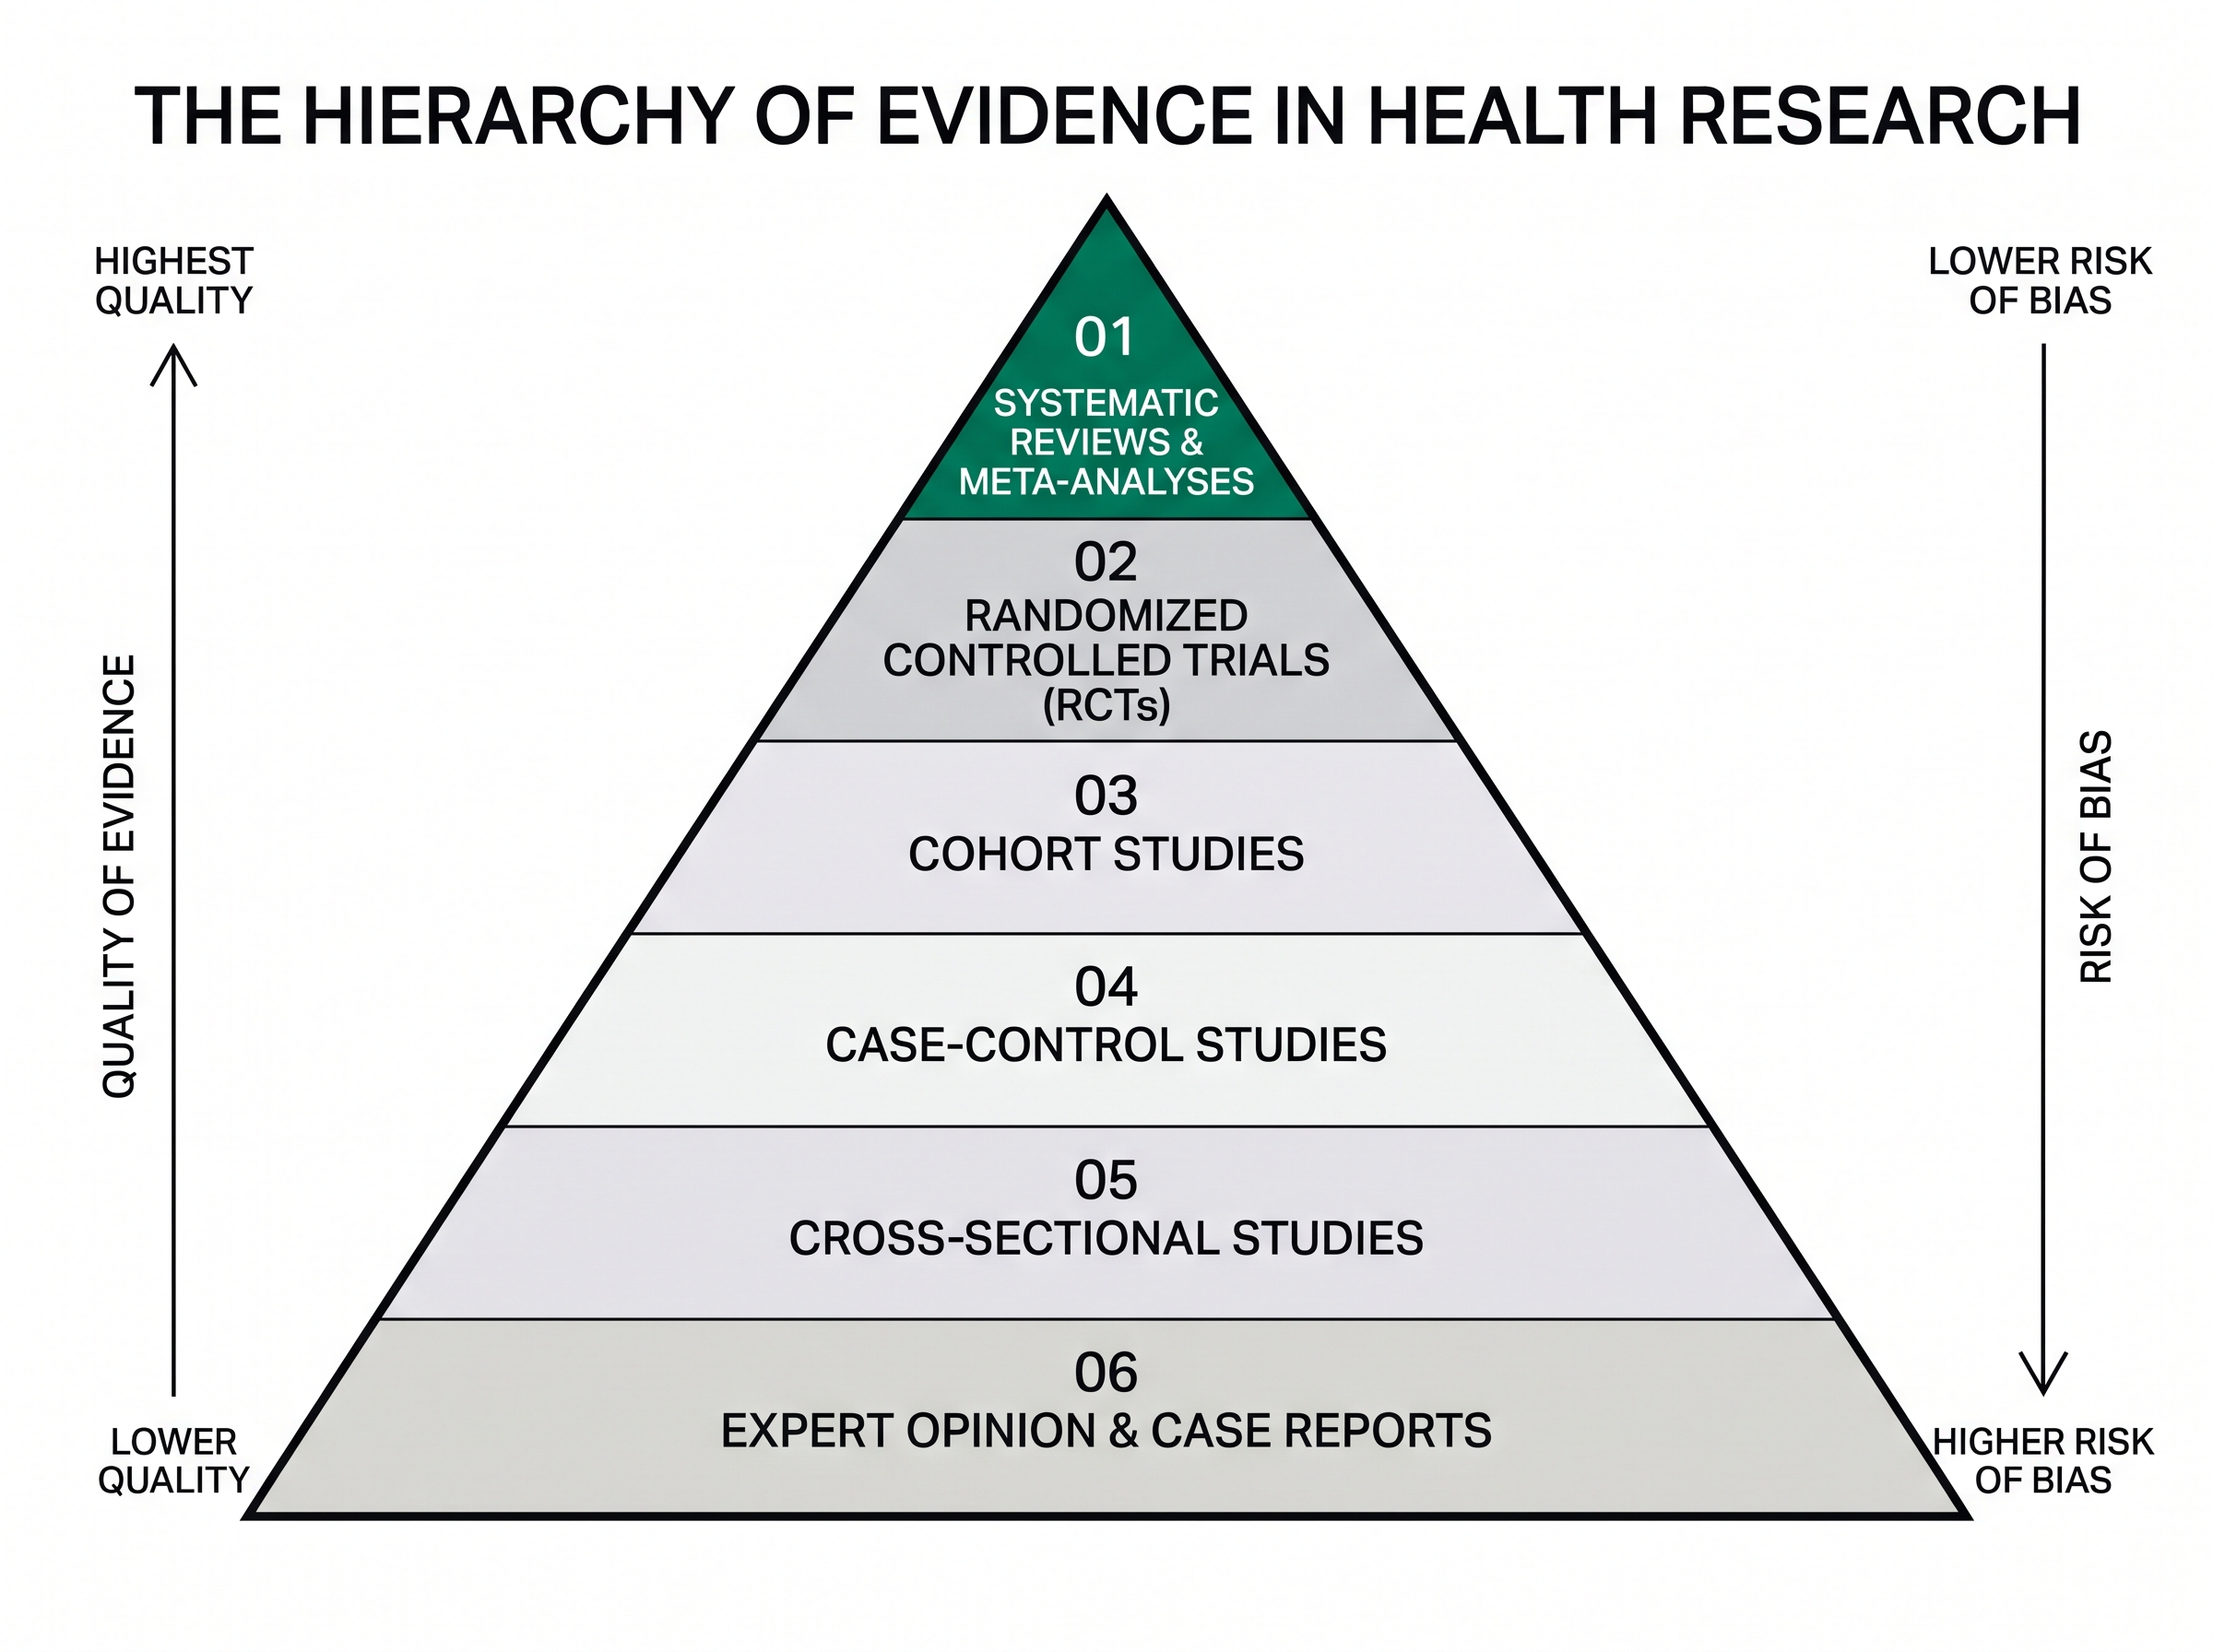 THE HIERARCHY OF EVIDENCE IN HEALTH RESEARCH
HIGHEST
QUALITY
QUALITY OF EVIDENCE
LOWER
QUALITY
01
SYSTEMATIC
REVIEWS &
META-ANALYSES
02
RANDOMIZED
CONTROLLED TRIALS
(RCTs)
03
COHORT STUDIES
04
CASE-CONTROL STUDIES
05
CROSS-SECTIONAL STUDIES
06
EXPERT OPINION & CASE REPORTS
LOWER RISK
OF BIAS
RISK OF BIAS
HIGHER RISK
OF BIAS